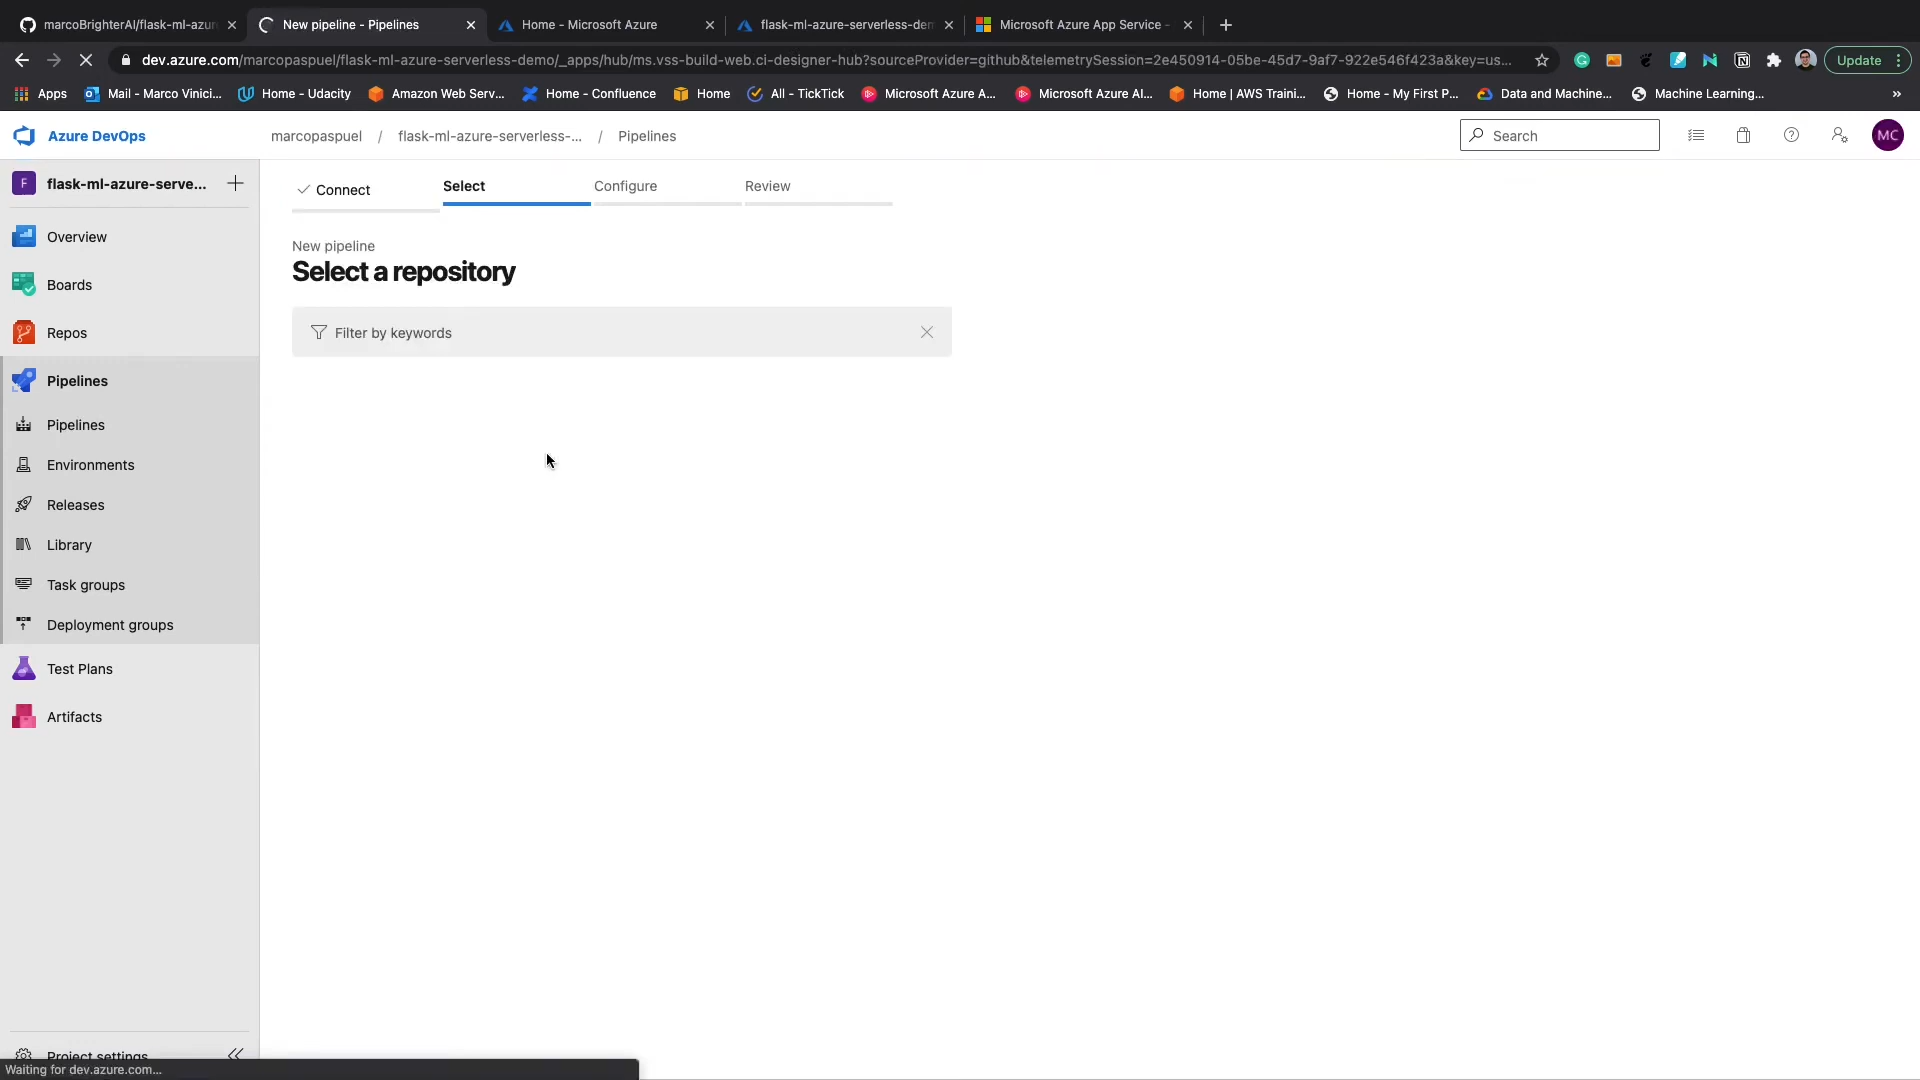 marcoBrighterAI/flask-ml-azur
New pipeline - Pipelines
Home - Microsoft Azure
flask-ml-azure-serverless-den
Microsoft Azure App Service -
dev.azure.com/marcopaspuel/flask-ml-azure-serverless-demo/_apps/hub/ms.vss-build-web.ci-designer-hub?sourceProvider=github&telemetrySession=2e450914-05be-45d7-9af7-922e546f423a&key=us...
Update
Apps
Mail - Marco Vinici...
Home - Udacity
Amazon Web Serv...
Home - Confluence
Home
All - TickTick
Microsoft Azure A...
Microsoft Azure AI...
Home | AWS Traini...
Home - My First P...
Data and Machine...
Machine Learning...
»
Azure DevOps
marcopaspuel / flask-ml-azure-serverless-... / Pipelines
Search
MC
F flask-ml-azure-serve...
Overview
Boards
Repos
Pipelines
Pipelines
Environments
Releases
Library
Task groups
Deployment groups
Test Plans
Artifacts
Project settings
Connect
Select
Configure
Review
New pipeline
Select a repository
Filter by keywords
Waiting for dev.azure.com...